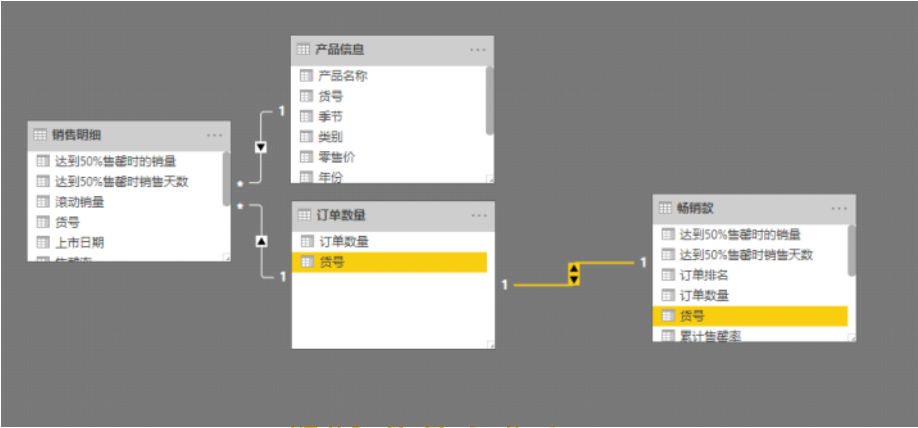 产品信息
产品名称
货号
季节
类别
零售价
年份
1
销售明细
达到50%售罄时的销量
达到50%售罄时销售天数
滚动销量
货号
上市日期
售罄率
*
*
订单数量
订单数量
货号
1
1
1
畅销款
达到50%售罄时的销量
达到50%售罄时销售天数
订单排名
订单数量
货号
累计售罄率